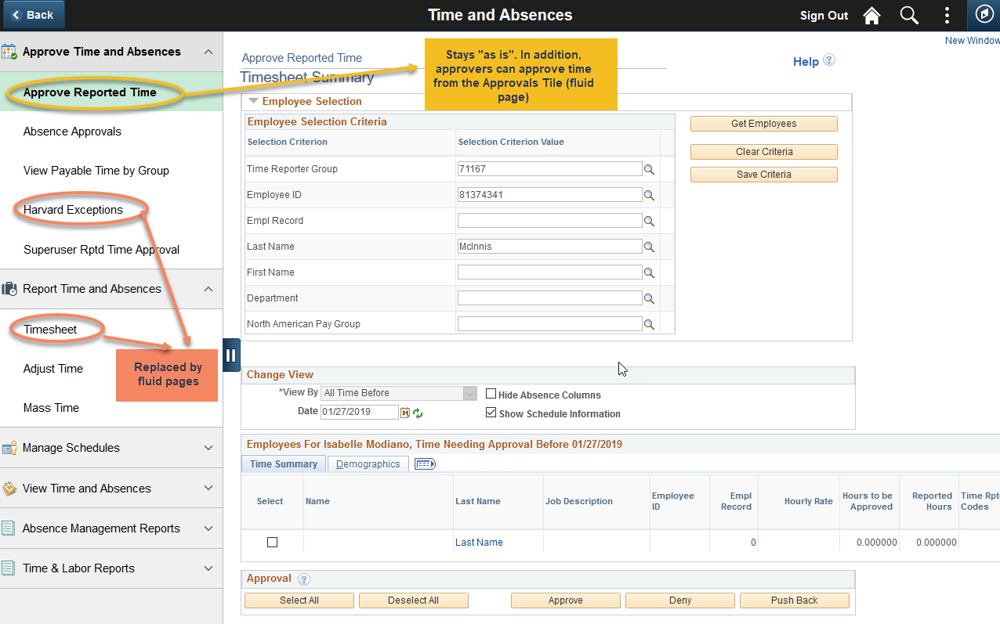 Back
Time and Absences
Sign Out
New Window
Approve Time and Absences
Approve Reported Time
Absence Approvals
View Payable Time by Group
Harvard Exceptions
Superuser Rptd Time Approval
Report Time and Absences
Timesheet
Adjust Time
Mass Time
Replaced by
fluid pages
Manage Schedules
View Time and Absences
Absence Management Reports
Time & Labor Reports
Approve Reported Time
Timesheet Summary
Stays "as is". In addition,
approvers can approve time
from the Approvals Tile (fluid
page)
Help ?
Employee Selection
Employee Selection Criteria
Selection Criterion Selection Criterion Value
Time Reporter Group 71167
Employee ID 81374341
Empl Record
Last Name McInnis
First Name
Department
North American Pay Group
Get Employees
Clear Criteria
Save Criteria
Change View
*View By All Time Before Hide Absence Columns
Date 01/27/2019 31 Show Schedule Information
Employees For Isabelle Modiano, Time Needing Approval Before 01/27/2019
Time Summary Demographics
Select Name Last Name Job Description Employee ID Empl Record Hourly Rate Hours to be Approved Reported Hours Time Rpt Codes
Last Name 0 0.000000 0.000000
Approval ?
Select All Deselect All Approve Deny Push Back